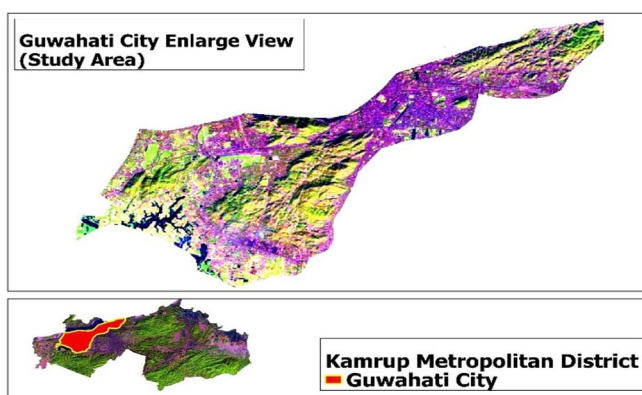 Guwahati City Enlarge View
(Study Area)
Kamrup Metropolitan District
Guwahati City